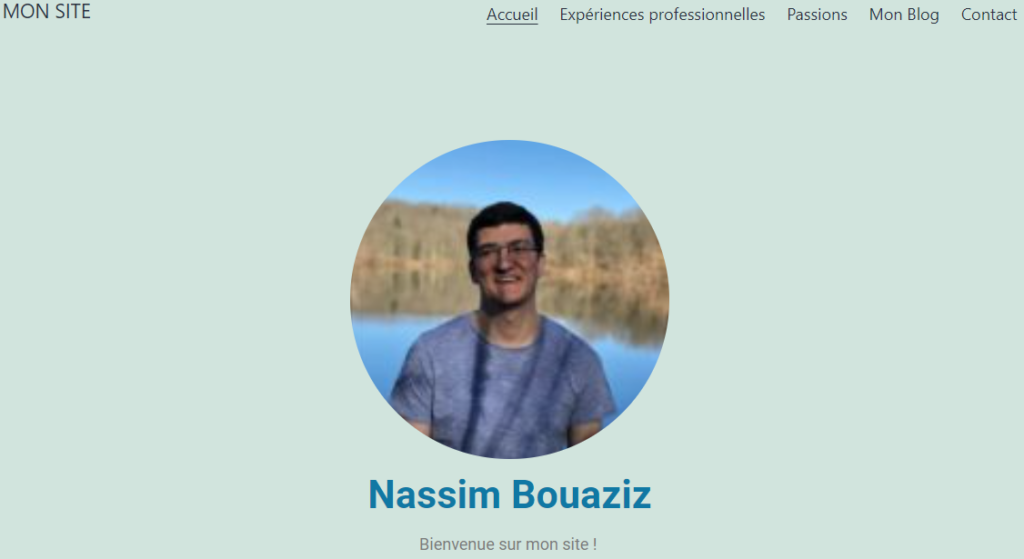 MON SITE
Accueil Expériences professionnelles Passions Mon Blog Contact
Nassim Bouaziz
Bienvenue sur mon site !